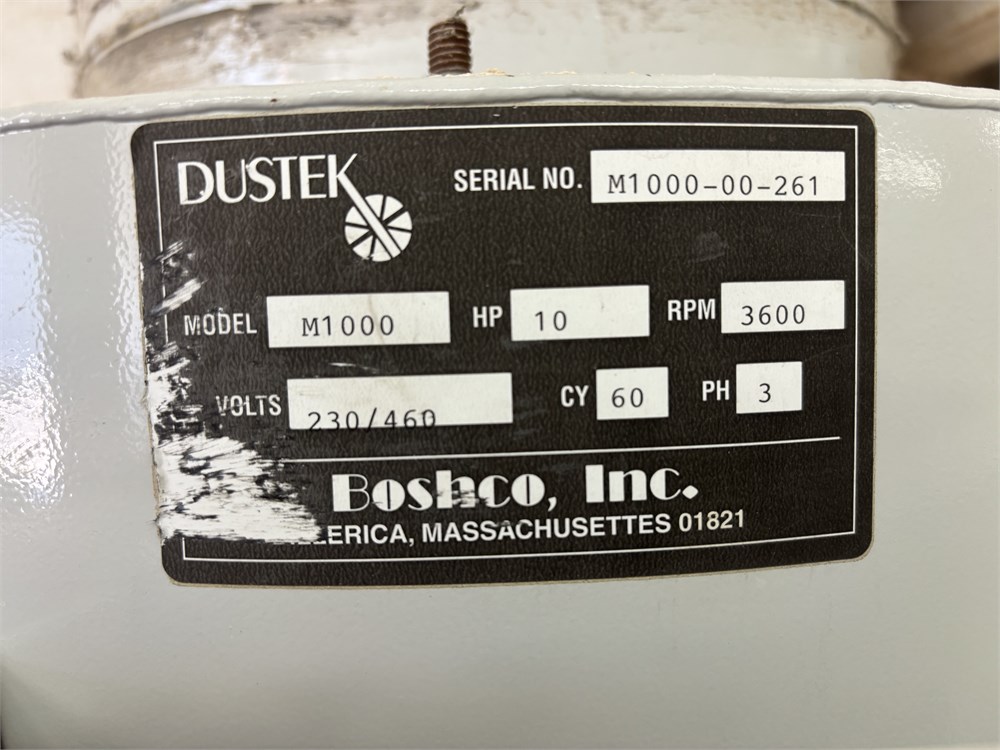 DUSTEK
SERIAL NO. M1000-00-261
MODEL M1000 HP 10 RPM 3600
VOLTS 230/460 CY 60 PH 3
Boshco, Inc.
MASSACHUSETTES 01821